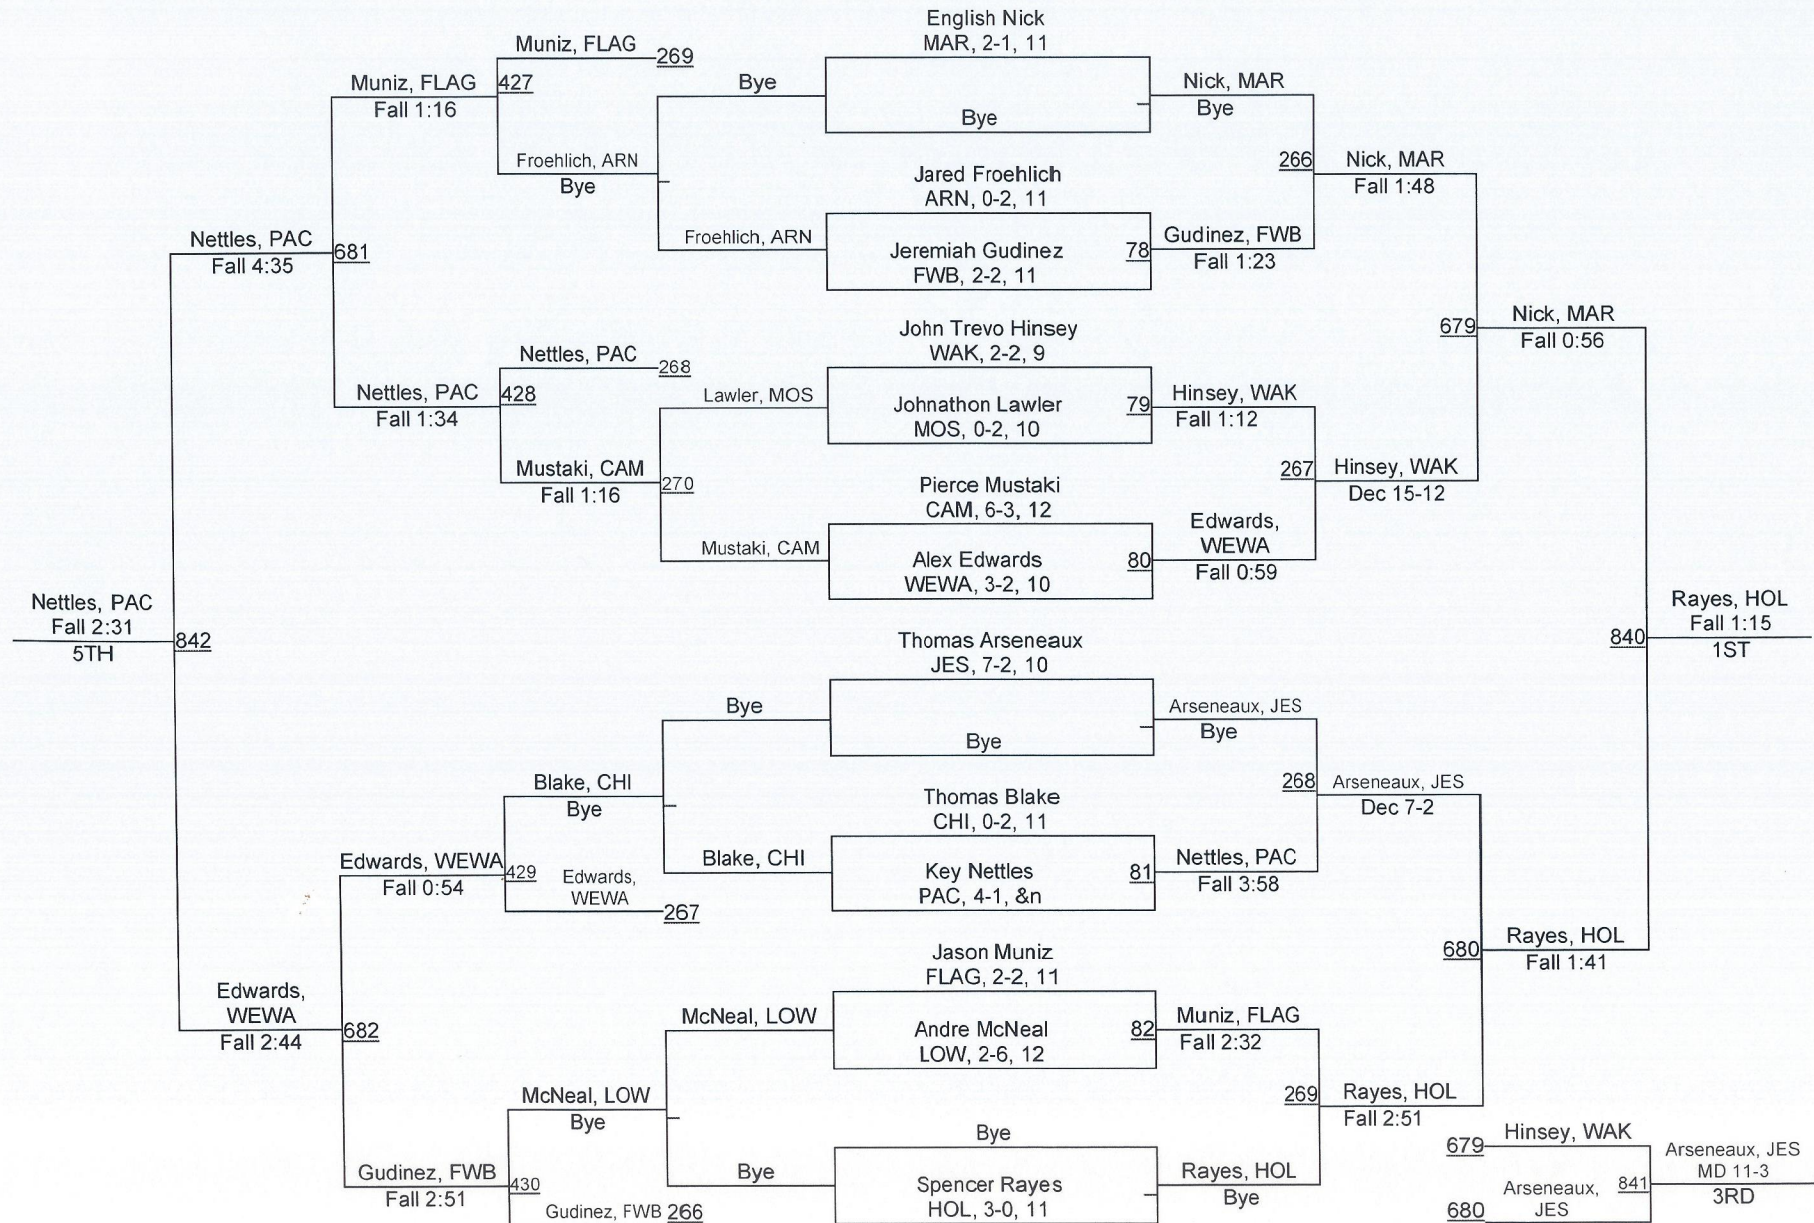 English Nick
MAR, 2-1, 11
Muniz, FLAG
269
Muniz, FLAG
427
Fall 1:16
Bye
Bye
Nick, MAR
Bye
Froehlich, ARN
Bye
Jared Froehlich
ARN, 0-2, 11
266
Nick, MAR
Fall 1:48
Nettles, PAC
681
Fall 4:35
Froehlich, ARN
Jeremiah Gudinez
FWB, 2-2, 11
78
Gudinez, FWB
Fall 1:23
John Trevo Hinsey
WAK, 2-2, 9
679
Nick, MAR
Fall 0:56
Nettles, PAC
268
Nettles, PAC
428
Fall 1:34
Lawler, MOS
Johnathon Lawler
MOS, 0-2, 10
79
Hinsey, WAK
Fall 1:12
Mustaki, CAM
270
Fall 1:16
Pierce Mustaki
CAM, 6-3, 12
267
Hinsey, WAK
Dec 15-12
Mustaki, CAM
Alex Edwards
WEWA, 3-2, 10
80
Edwards,
WEWA
Fall 0:59
Nettles, PAC
Fall 2:31
5TH
842
Thomas Arseneaux
JES, 7-2, 10
840
Rayes, HOL
Fall 1:15
1ST
Bye
Bye
Arseneaux, JES
Bye
Blake, CHI
Bye
Thomas Blake
CHI, 0-2, 11
268
Arseneaux, JES
Dec 7-2
Edwards, WEWA
429
Fall 0:54
Edwards,
WEWA
267
Blake, CHI
Key Nettles
PAC, 4-1, &n
81
Nettles, PAC
Fall 3:58
Jason Muniz
FLAG, 2-2, 11
680
Rayes, HOL
Fall 1:41
Edwards,
WEWA
682
Fall 2:44
McNeal, LOW
Andre McNeal
LOW, 2-6, 12
82
Muniz, FLAG
Fall 2:32
McNeal, LOW
Bye
269
Rayes, HOL
Fall 2:51
Bye
Gudinez, FWB
430
Fall 2:51
Gudinez, FWB 266
Bye
Spencer Rayes
HOL, 3-0, 11
Rayes, HOL
Bye
679
Hinsey, WAK
680
Arseneaux,
JES
841
Arseneaux, JES
MD 11-3
3RD